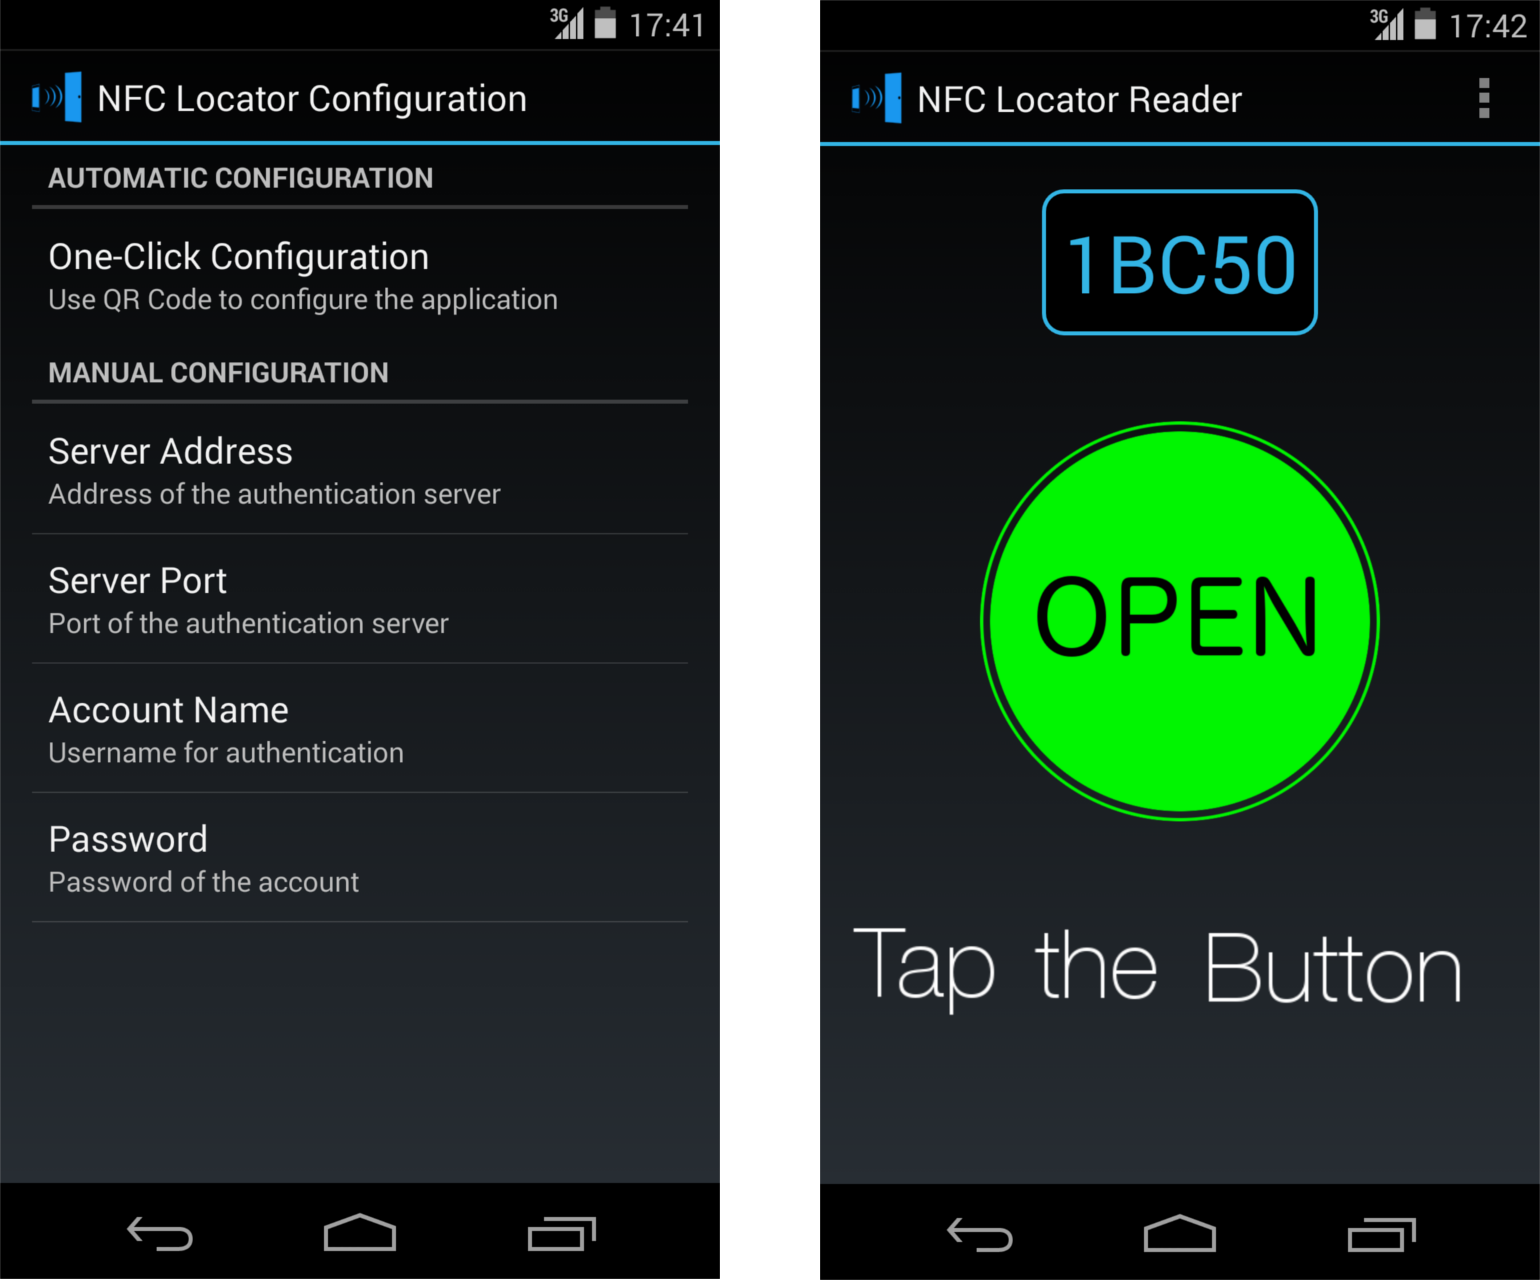 3G 17:41
NFC Locator Configuration
AUTOMATIC CONFIGURATION
One-Click Configuration
Use QR Code to configure the application
MANUAL CONFIGURATION
Server Address
Address of the authentication server
Server Port
Port of the authentication server
Account Name
Username for authentication
Password
Password of the account
3G 17:42
NFC Locator Reader
1BC50
OPEN
Tap the Button